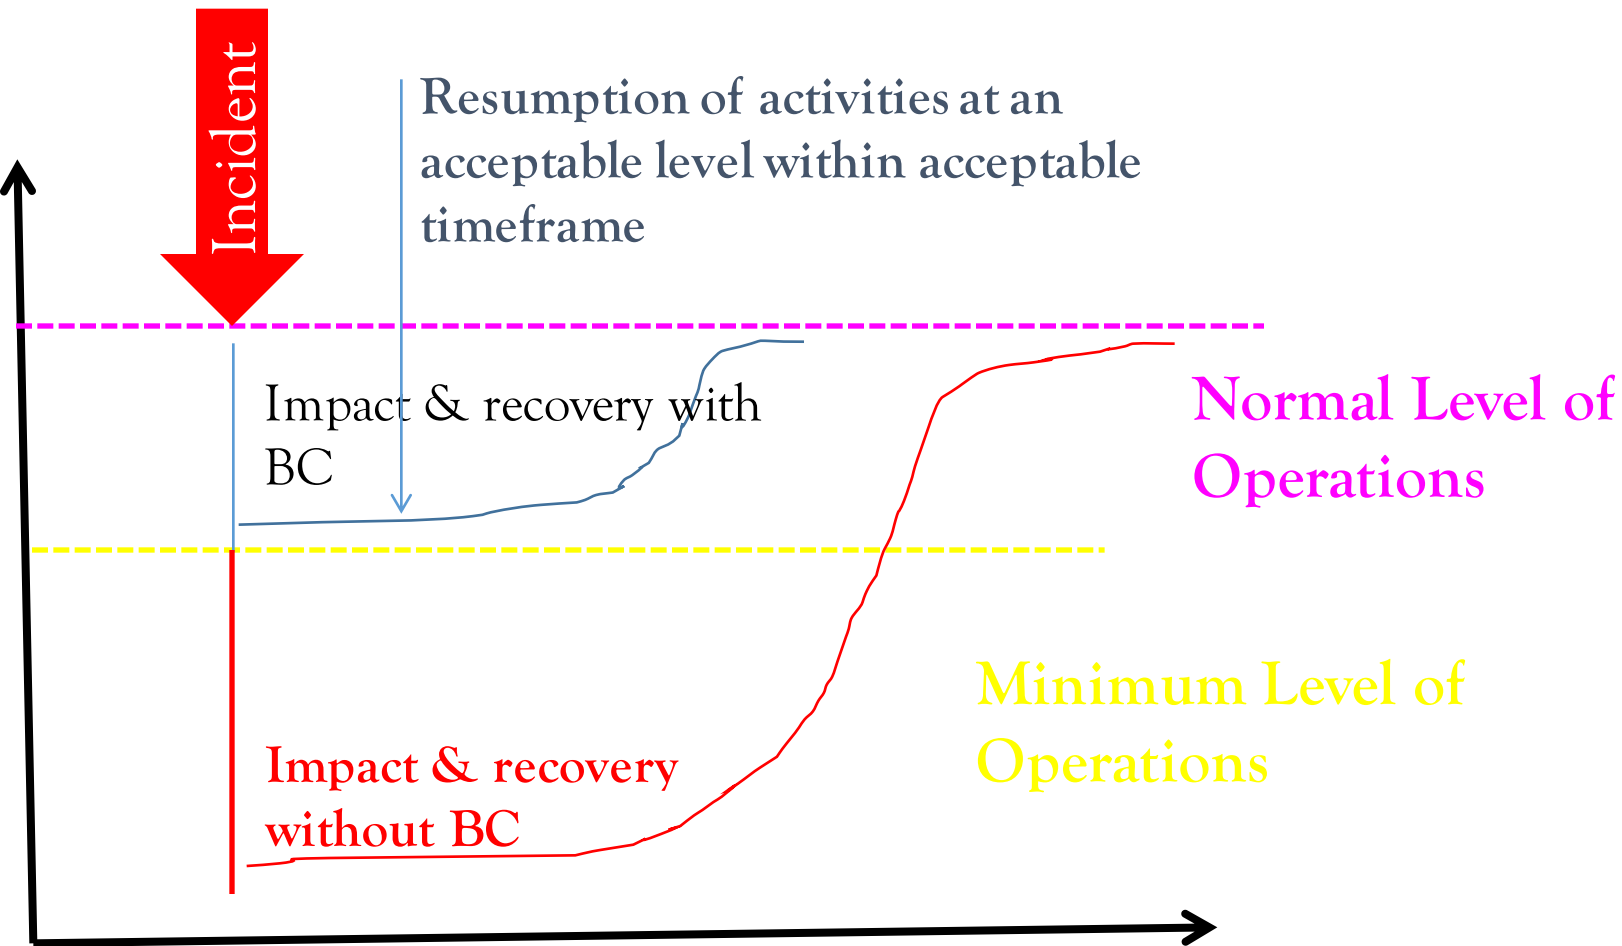 Incident
Resumption of activities at an
acceptable level within acceptable
timeframe
Impact & recovery with
BC
Normal Level of
Operations
Minimum Level of
Operations
Impact & recovery
without BC